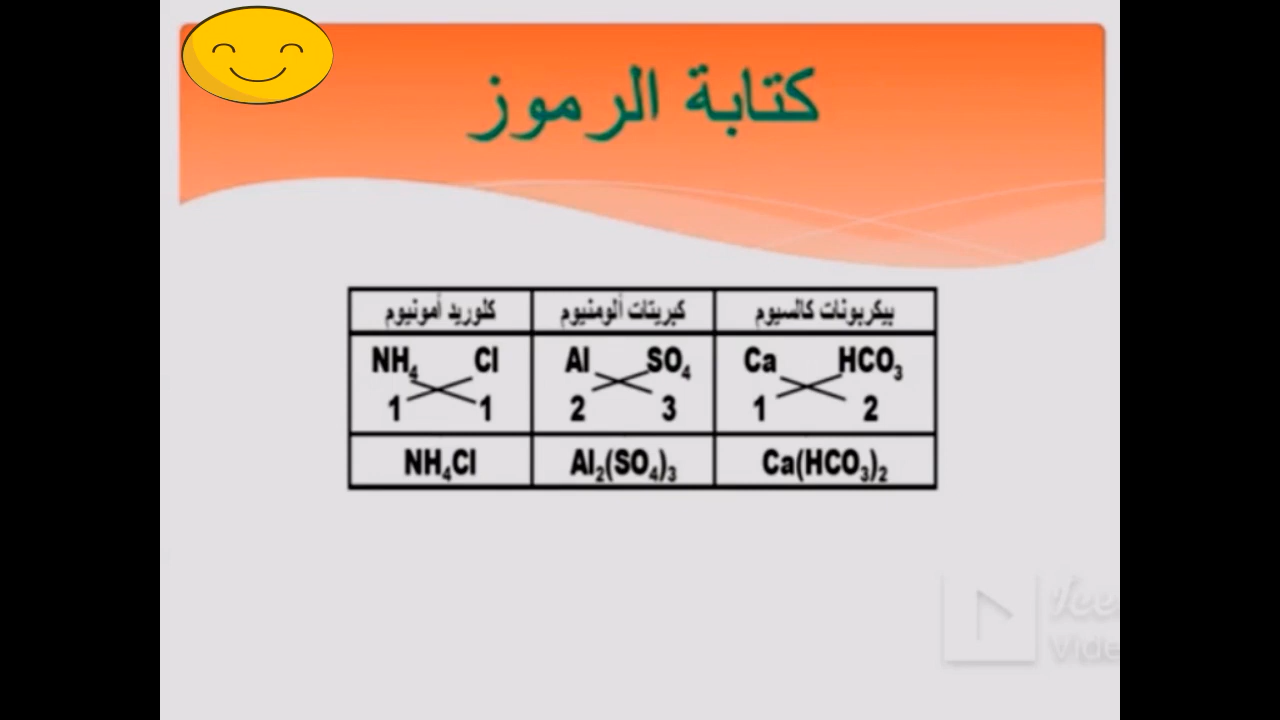 كتابة الرموز
بيكربونات كالسيوم كبريتات ألومنيوم كلوريد أمونيوم
NH₄ Cl Al SO₄ Ca HCO₃
1 1 2 3 1 2
NH₄Cl Al₂(SO₄)₃ Ca(HCO₃)₂